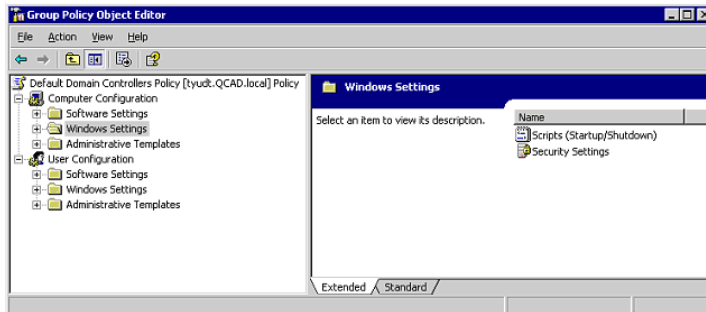 Group Policy Object Editor
File Action View Help
Default Domain Controllers Policy [tyudt.QCAD.local] Policy
Computer Configuration
Software Settings
Windows Settings
Administrative Templates
User Configuration
Software Settings
Windows Settings
Administrative Templates
Windows Settings
Select an item to view its description.
Name
Scripts (Startup/Shutdown)
Security Settings
Extended Standard